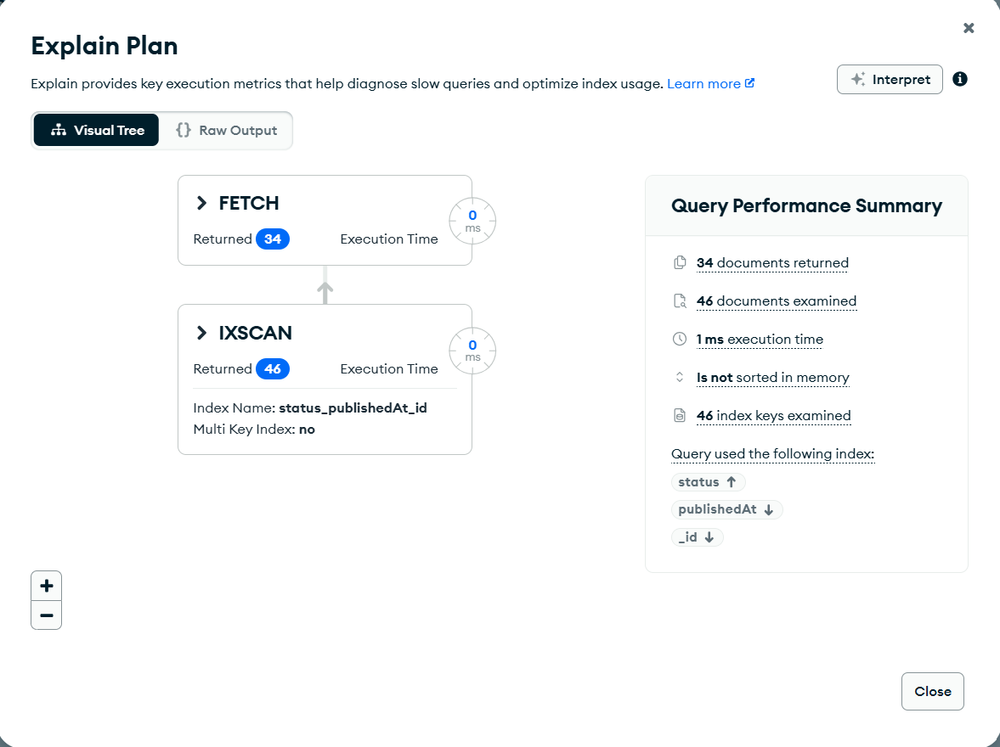 Explain Plan
Explain provides key execution metrics that help diagnose slow queries and optimize index usage. Learn more
Interpret
Visual Tree
Raw Output
FETCH
Returned 34 Execution Time
0
ms
IXSCAN
Returned 46 Execution Time
0
ms
Index Name: status_publishedAt_id
Multi Key Index: no
Query Performance Summary
34 documents returned
46 documents examined
1 ms execution time
Is not sorted in memory
46 index keys examined
Query used the following index:
status ↑
publishedAt ↓
_id ↓
Close